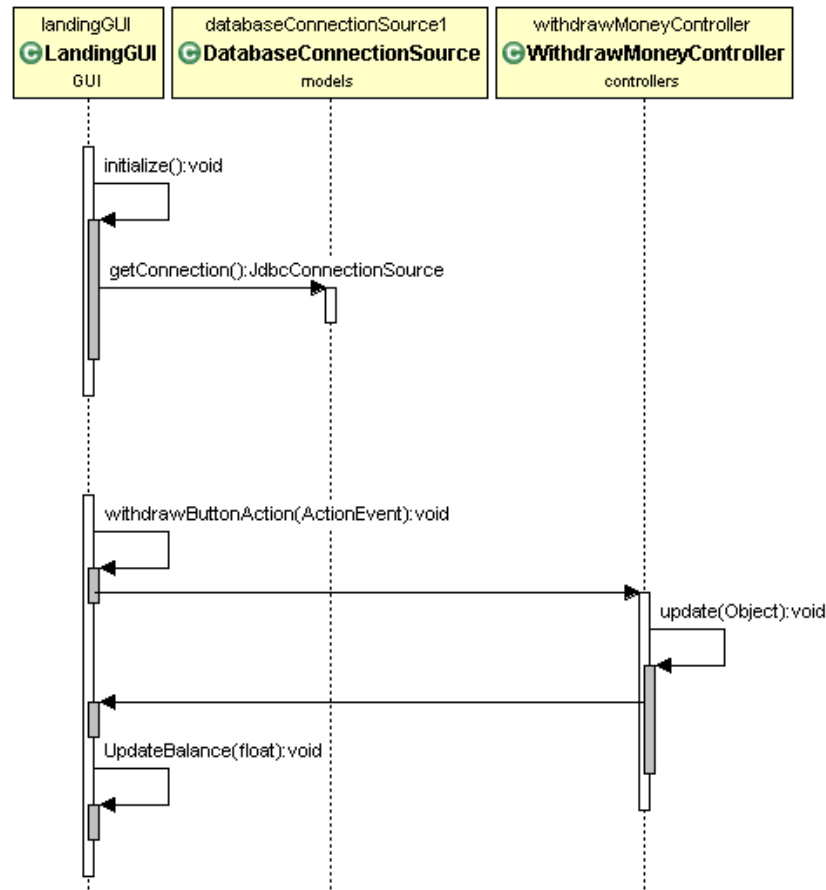 landingGUI
LandingGUI
GUI
databaseConnectionSource1
DatabaseConnectionSource
models
withdrawMoneyController
WithdrawMoneyController
controllers
initialize():void
getConnection():JdbcConnectionSource
withdrawButtonAction(ActionEvent):void
update(Object):void
UpdateBalance(float):void